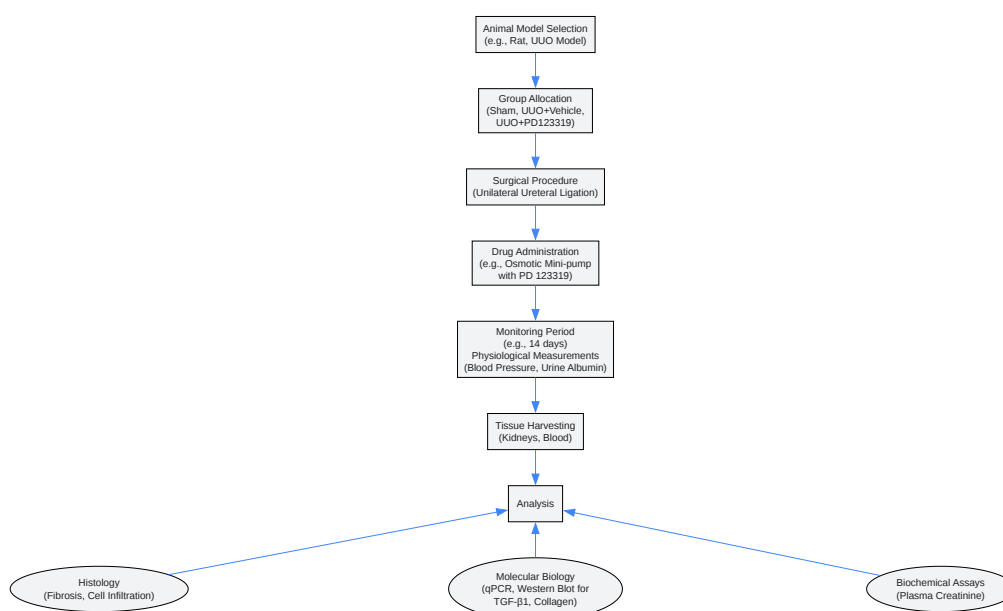 Animal Model Selection
(e.g., Rat, UUO Model)
Group Allocation
(Sham, UUO+Vehicle,
UUO+PD123319)
Surgical Procedure
(Unilateral Ureteral Ligation)
Drug Administration
(e.g., Osmotic Mini-pump
with PD 123319)
Monitoring Period
(e.g., 14 days)
Physiological Measurements
(Blood Pressure, Urine Albumin)
Tissue Harvesting
(Kidneys, Blood)
Analysis
Histology
(Fibrosis, Cell Infiltration)
Molecular Biology
(qPCR, Western Blot for
TGF-β1, Collagen)
Biochemical Assays
(Plasma Creatinine)